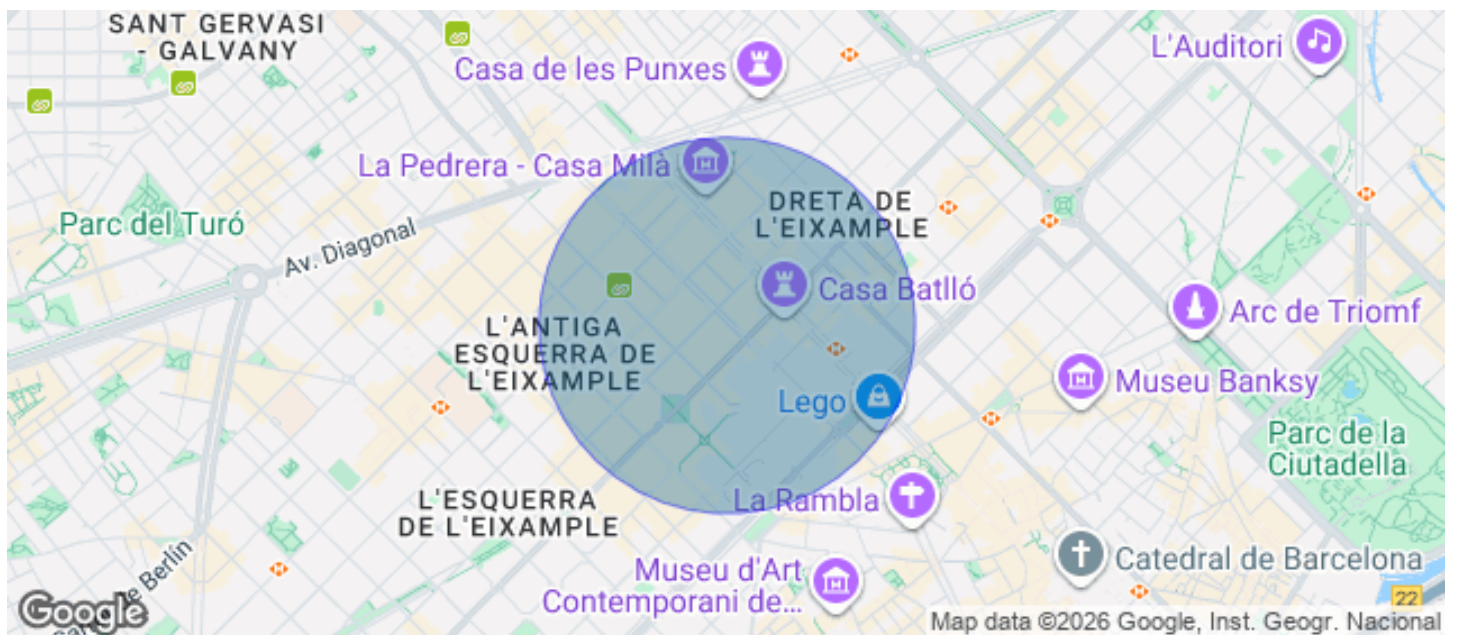 SANT GERVASI
- GALVANY
Casa de les Punxes
L'Auditori
La Pedrera - Casa Milà
DRETA DE
L'EIXAMPLE
Parc del Turó
Av. Diagonal
Casa Batlló
Arc de Triomf
L'ANTIGA
ESQUERRA DE
L'EIXAMPLE
Museu Banksy
Lego
Parc de la
Ciutadella
L'ESQUERRA
DE L'EIXAMPLE
La Rambla
Catedral de Barcelona
Museu d'Art
Contemporani de...
de Berlín
22
Google
Map data ©2026 Google, Inst. Geogr. Nacional